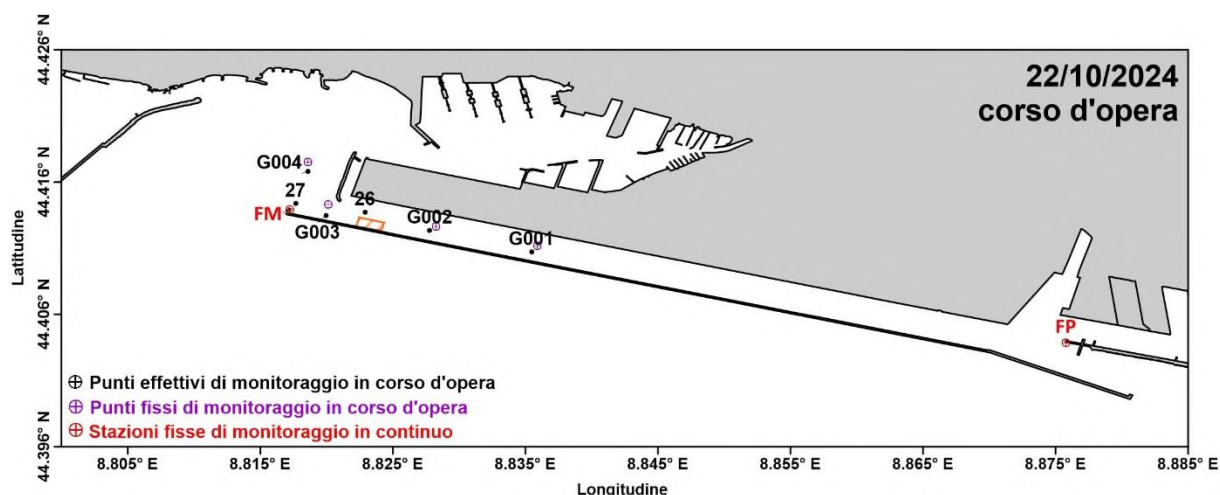 22/10/2024
corso d'opera
44.426° N
44.416° N
44.406° N
44.396° N
Latitudine
G004
27
FM
G003
26
G002
G001
FP
Punti effettivi di monitoraggio in corso d'opera
Punti fissi di monitoraggio in corso d'opera
Stazioni fisse di monitoraggio in continuo
8.805° E
8.815° E
8.825° E
8.835° E
8.845° E
8.855° E
8.865° E
8.875° E
8.885° E
Longitudine